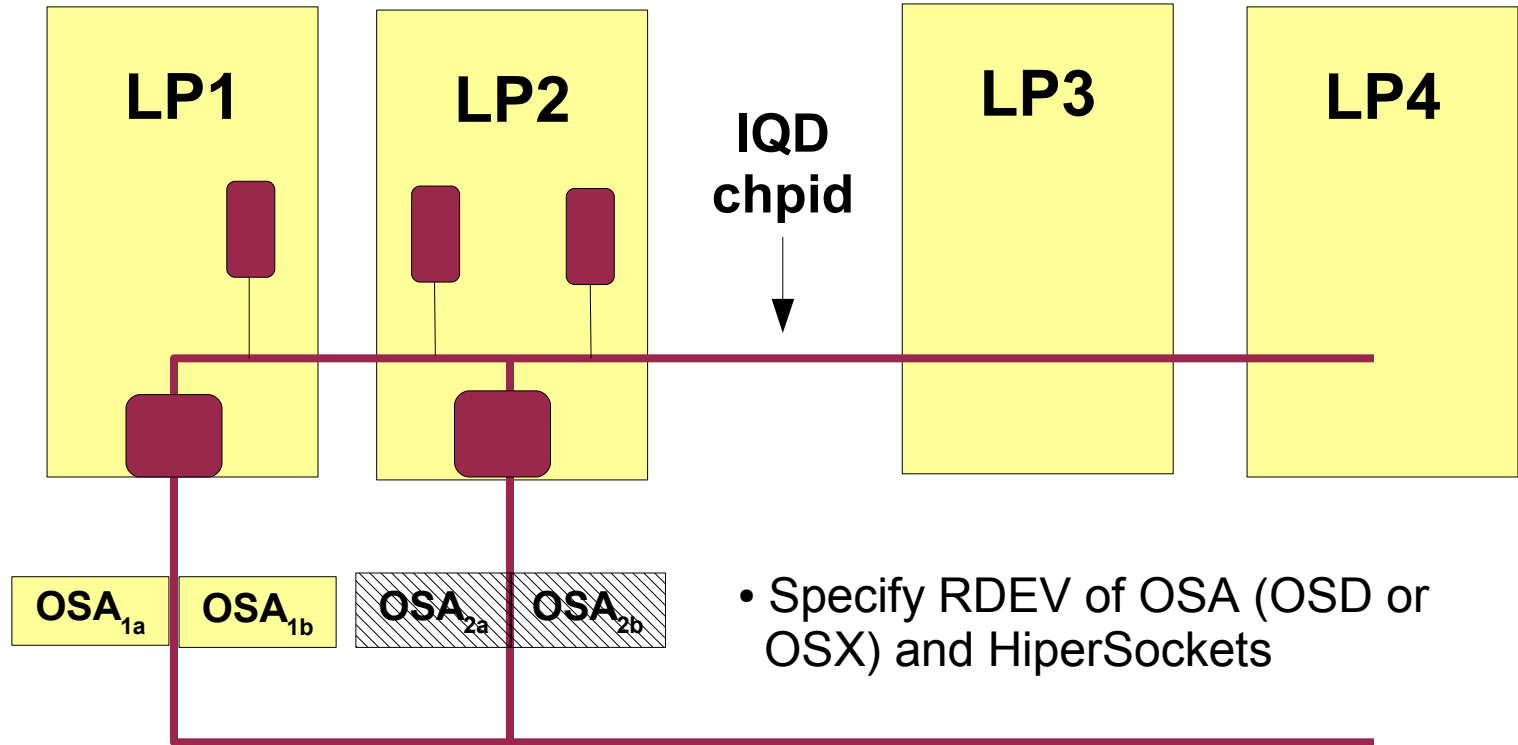 LP1
LP2
LP3
LP4
IQD
chpid
OSA1a
OSA1b
OSA2a
OSA2b
• Specify RDEV of OSA (OSD or
OSX) and HiperSockets